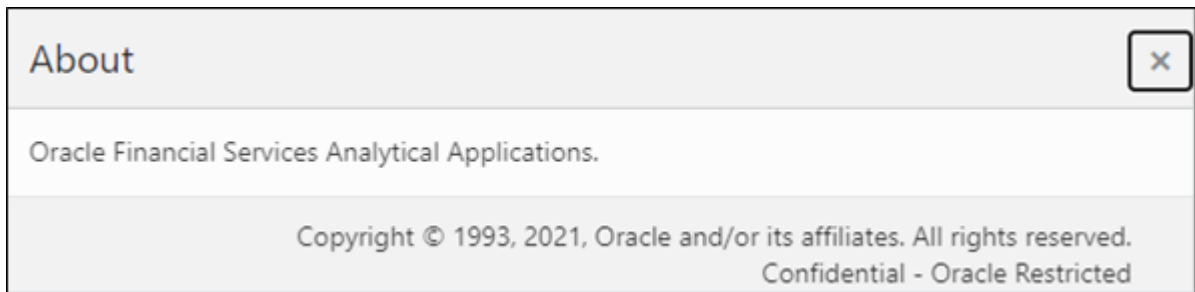 About
×
Oracle Financial Services Analytical Applications.
Copyright © 1993, 2021, Oracle and/or its affiliates. All rights reserved.
Confidential - Oracle Restricted